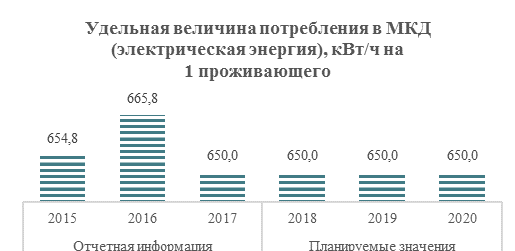 Удельная величина потребления в МКД
(электрическая энергия), кВт/ч на
1 проживающего
654,8
665,8
650,0
650,0
650,0
650,0
2015 2016 2017 2018 2019 2020
Отчетная информация Планируемые значения